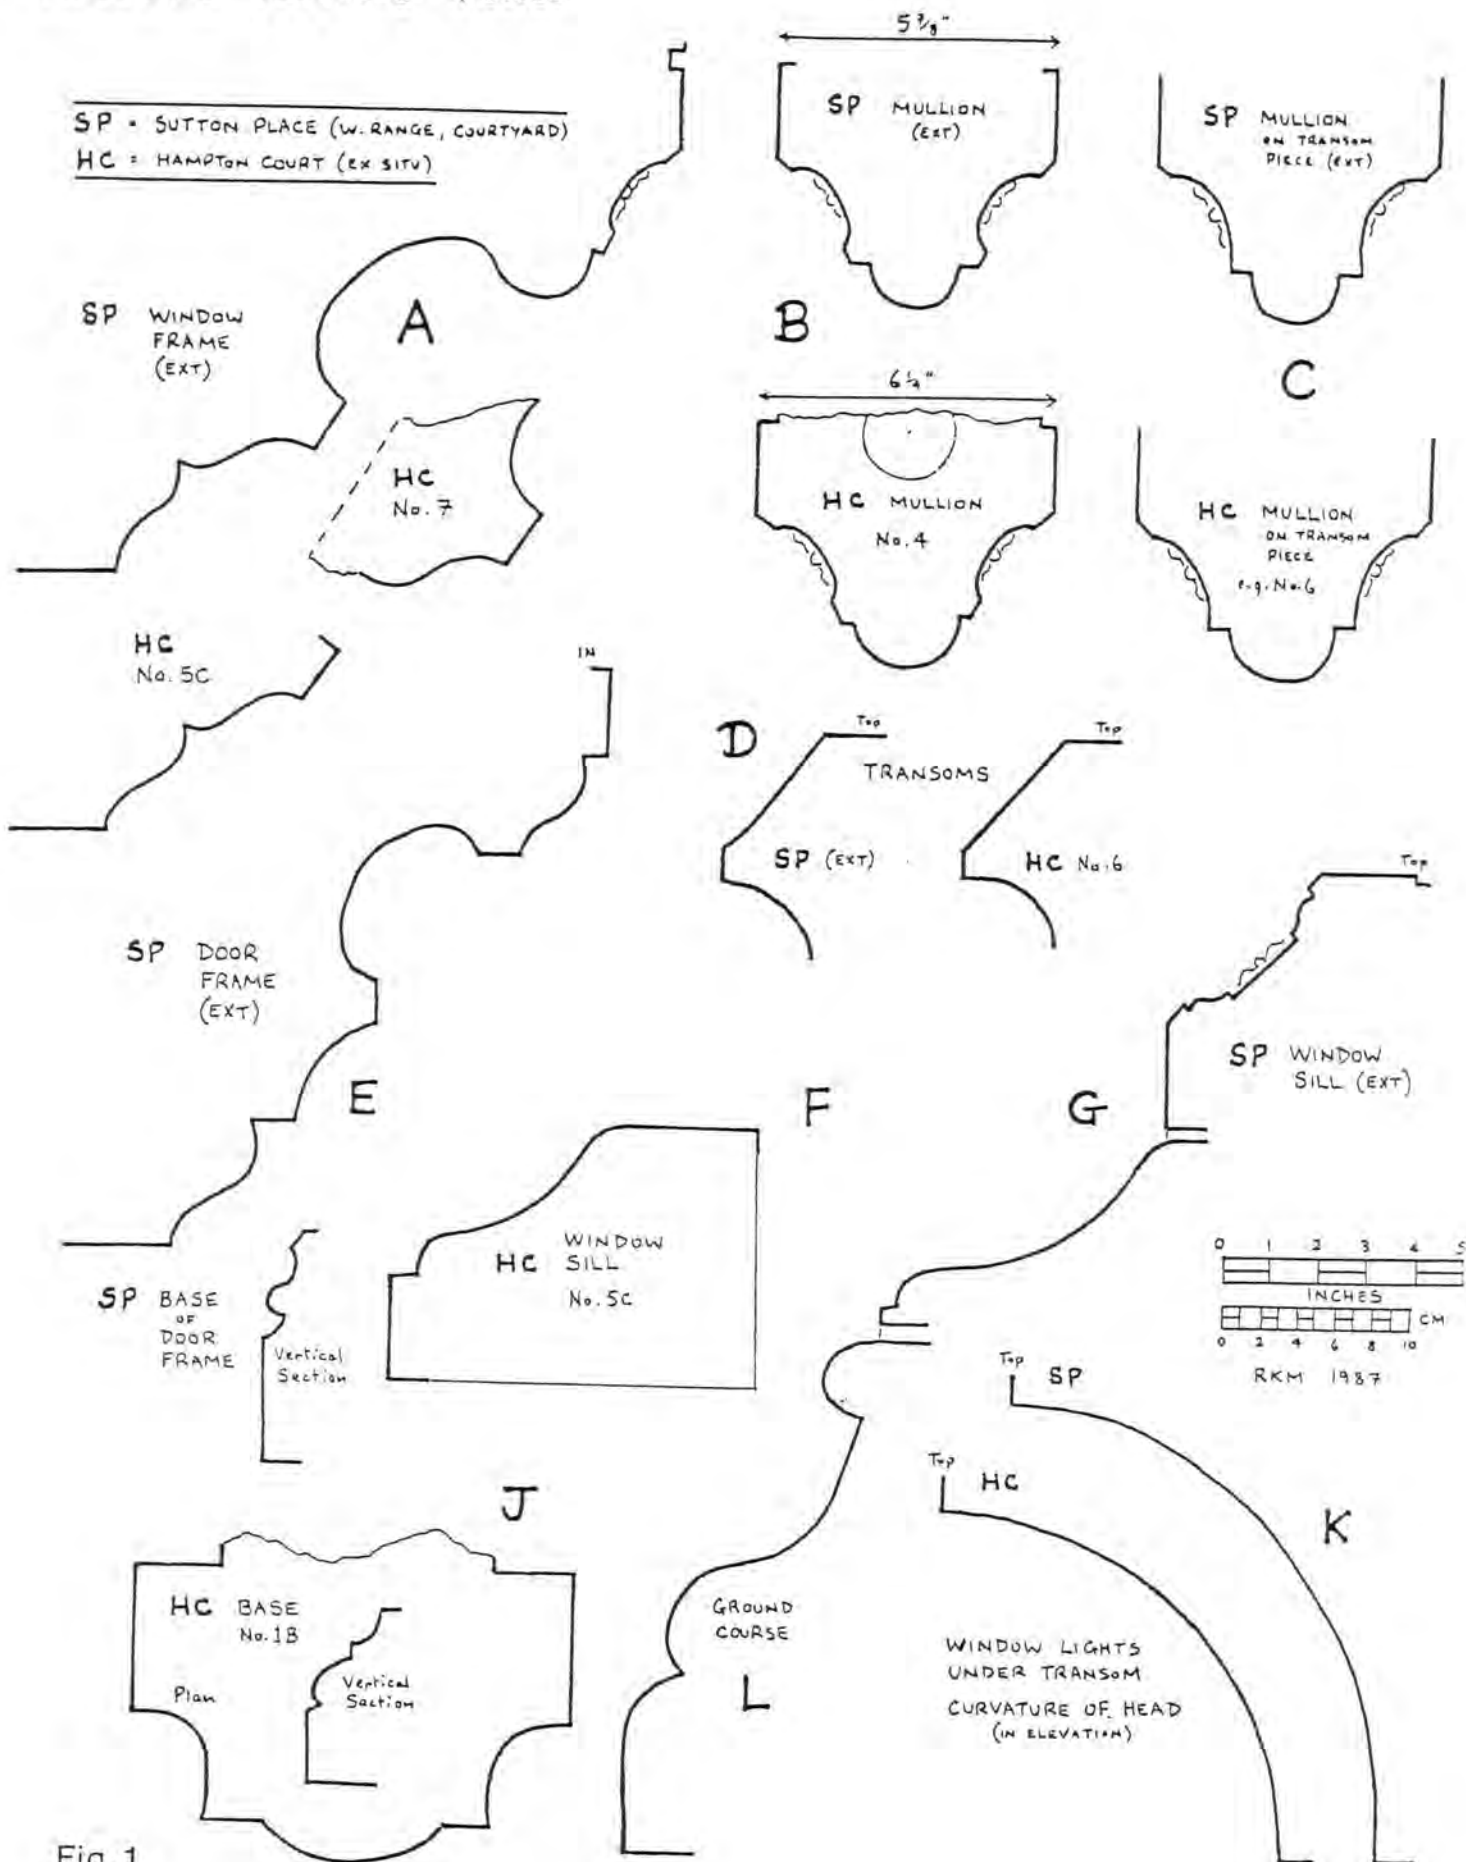 SP = SUTTON PLACE (W. RANGE, COURTYARD)
HC = HAMPTON COURT (EX SITU)
5 7/8"
SP MULLION
(EXT)
SP MULLION
ON TRANSOM
PIECE (EXT)
SP WINDOW
FRAME
(EXT)
A
B
C
6 1/4"
HC
No. 7
HC MULLION
No. 4
HC MULLION
ON TRANSOM
PIECE
e.g. No. 6
HC
No. 5C
IN
D
Top
Top
TRANSOMS
SP (EXT)
HC No. 6
Top
SP DOOR
FRAME
(EXT)
E
F
G
SP WINDOW
SILL (EXT)
HC WINDOW
SILL
No. 5C
SP BASE
OF
DOOR
FRAME
Vertical
Section
0 1 2 3 4 5
INCHES
CM
0 2 4 6 8 10
RKM 1987
Top
SP
Top
HC
J
K
HC BASE
No. 1B
Plan
Vertical
Section
GROUND
COURSE
L
WINDOW LIGHTS
UNDER TRANSOM
CURVATURE OF HEAD
(IN ELEVATION)
Fig. 1